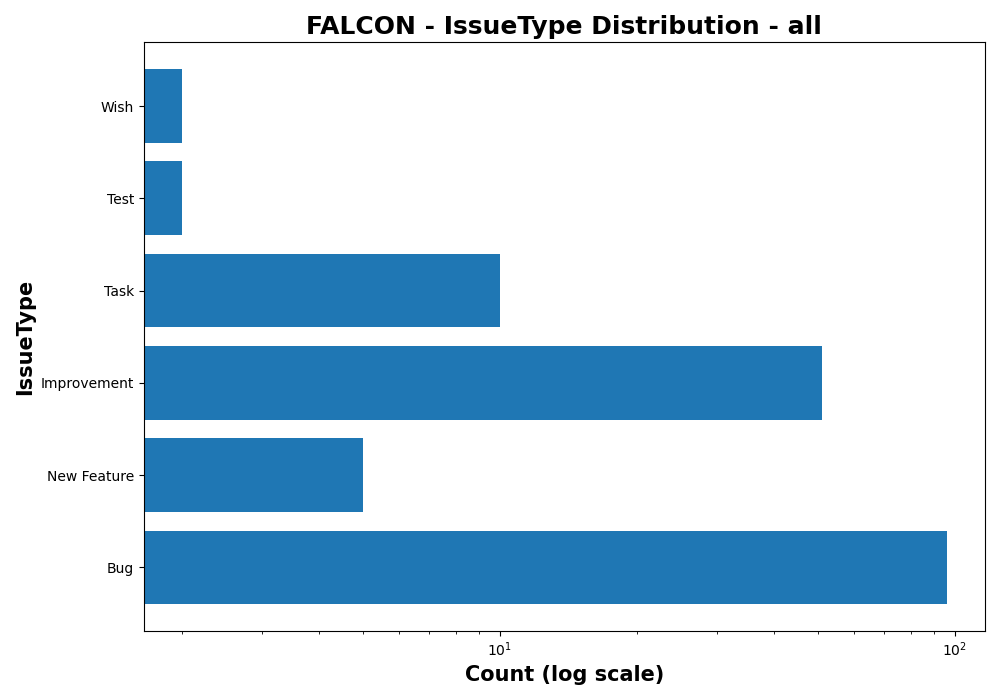 FALCON - IssueType Distribution - all
Wish
Test
Task
Improvement
New Feature
Bug
IssueType
10¹
10²
Count (log scale)